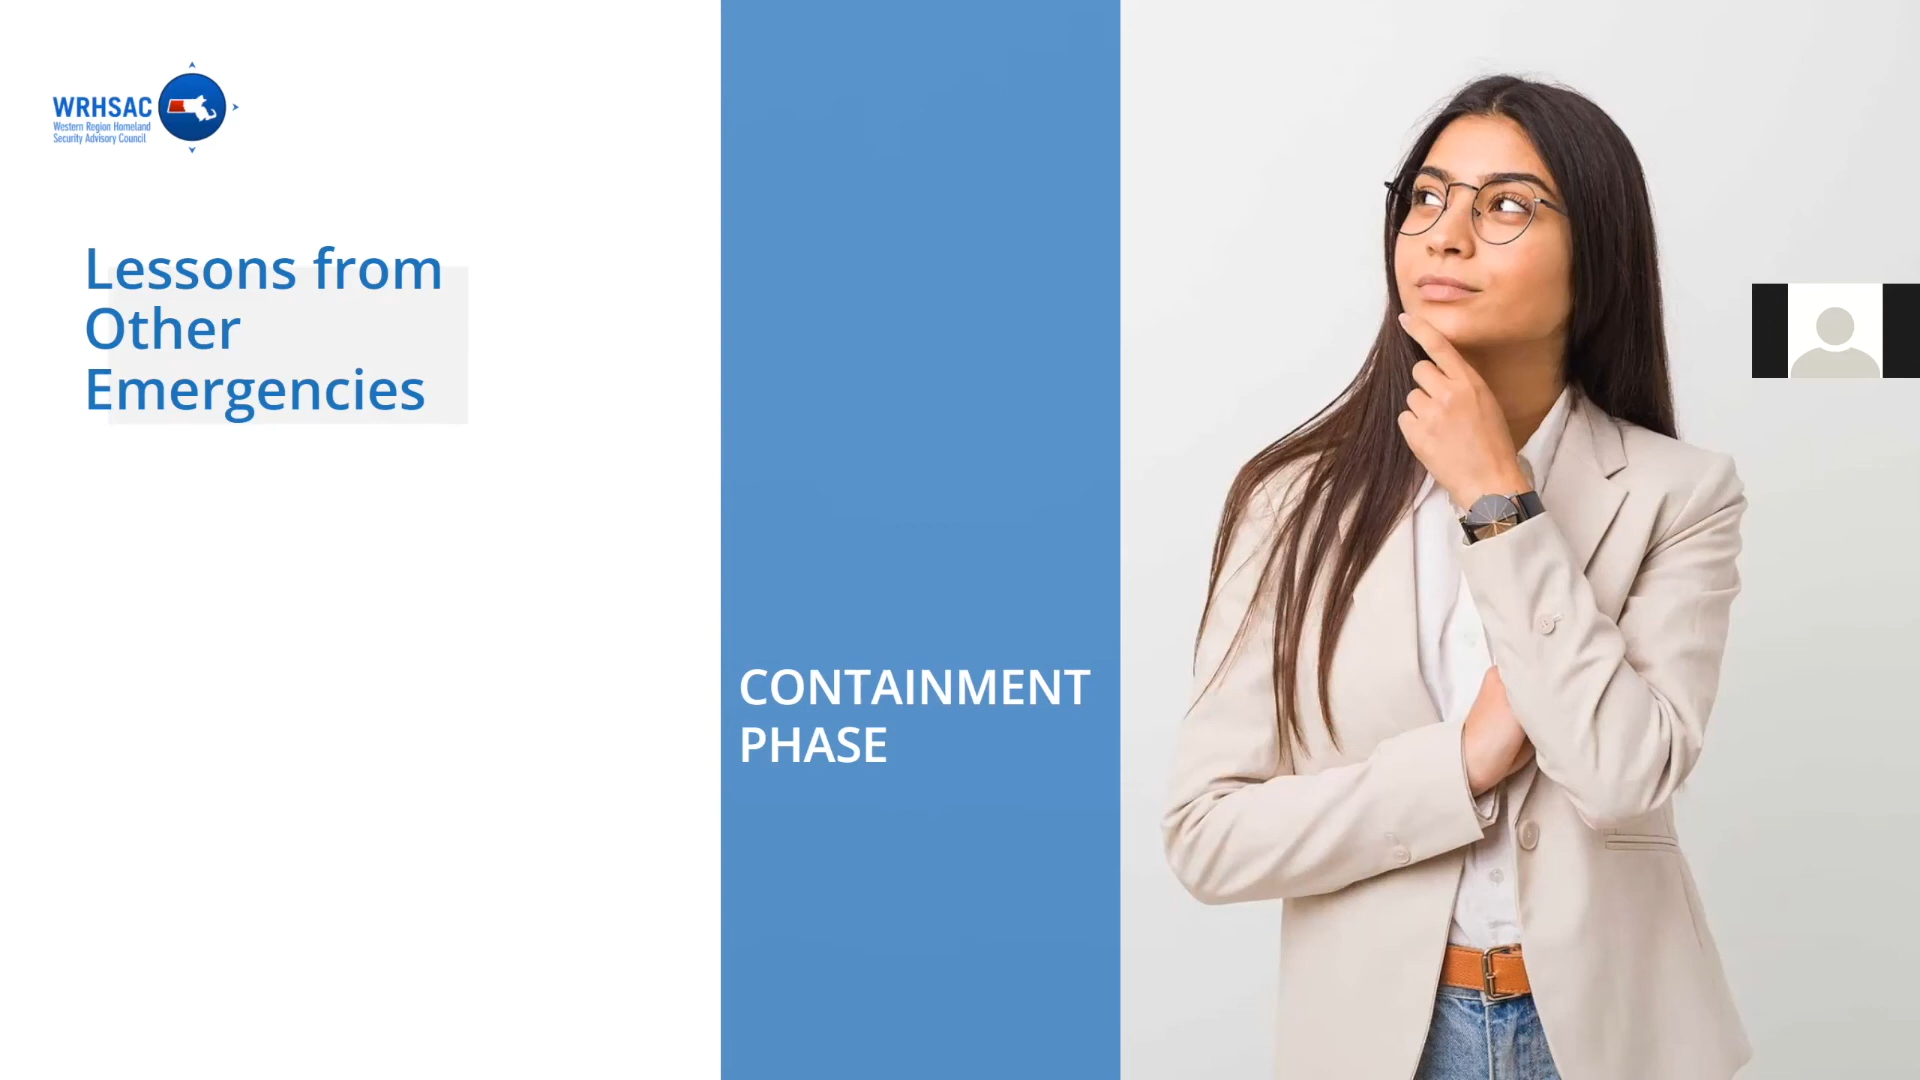 WRHSAC
Western Region Homeland
Security Advisory Council
Lessons from
Other
Emergencies
CONTAINMENT
PHASE